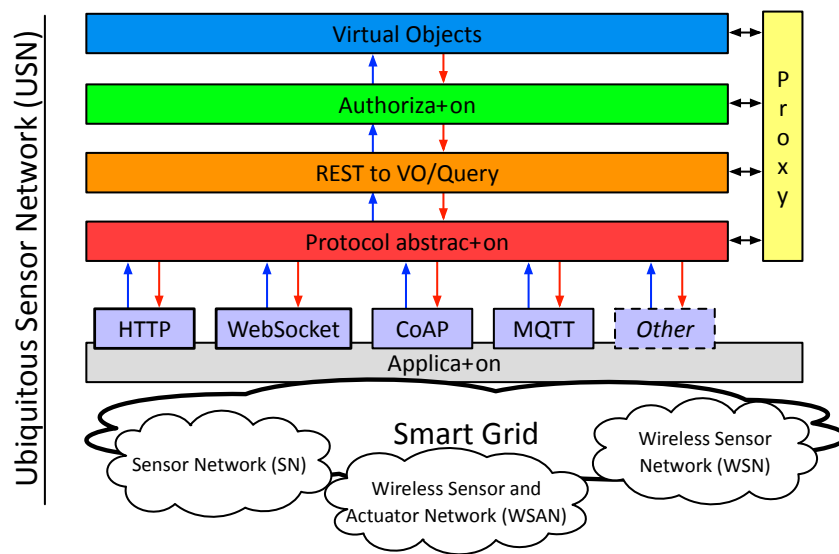 Ubiquitous Sensor Network (USN)
Virtual Objects
Authoriza+on
REST to VO/Query
Protocol abstrac+on
Proxy
HTTP
WebSocket
CoAP
MQTT
Other
Applica+on
Smart Grid
Sensor Network (SN)
Wireless Sensor and
Actuator Network (WSAN)
Wireless Sensor
Network (WSN)